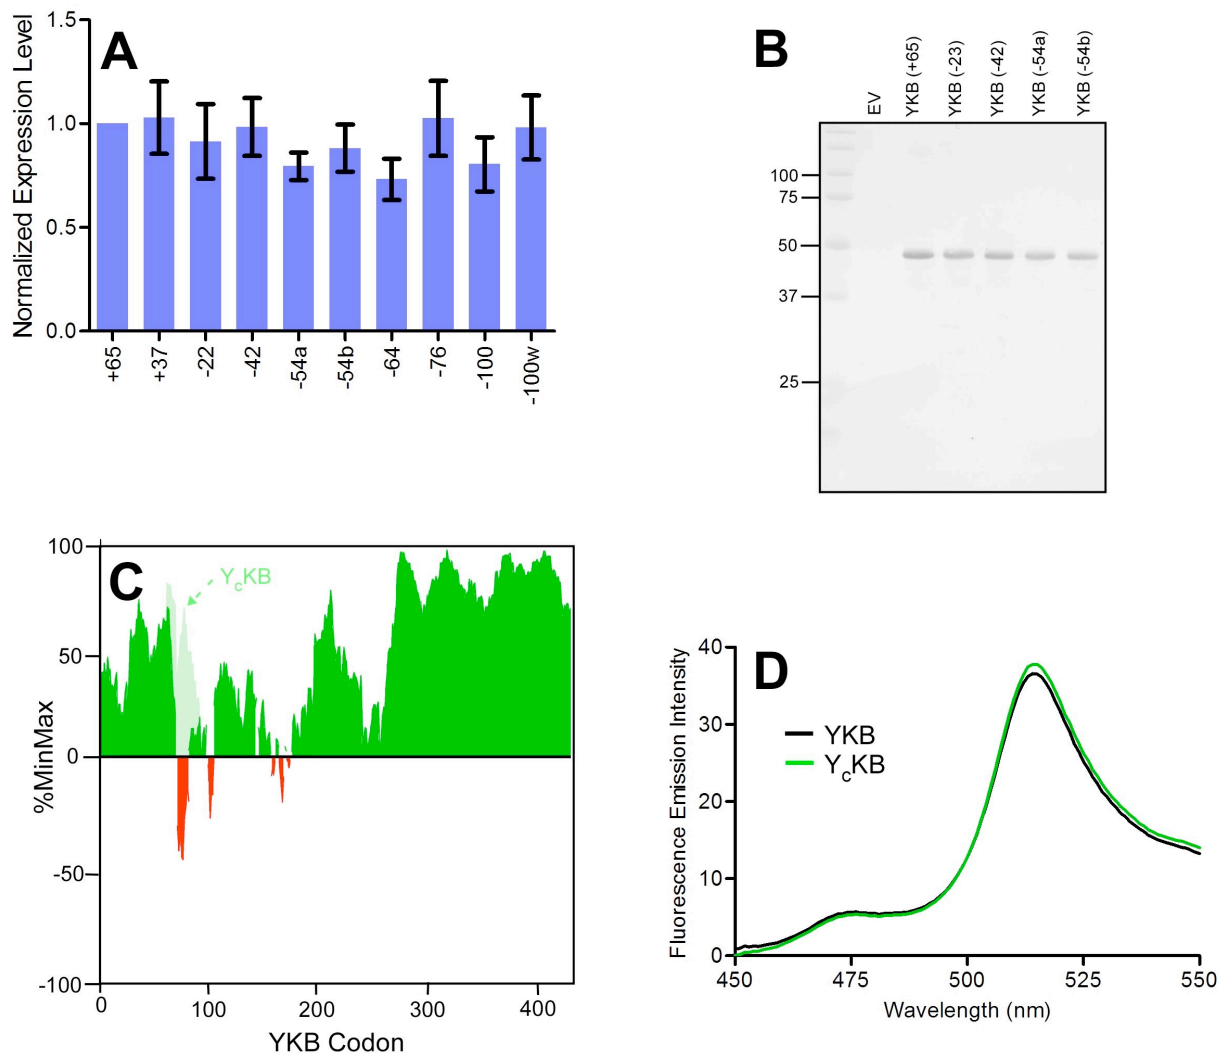 A
Normalized Expression Level
1.5
1.0
0.5
0.0
+65
+37
-22
-42
-54a
-54b
-64
-76
-100
-100w
B
EV
YKB (+65)
YKB (-23)
YKB (-42)
YKB (-54a)
YKB (-54b)
100
75
50
37
25
C
YcKB
%MinMax
100
50
0
-50
-100
0
100
200
300
400
YKB Codon
D
Fluorescence Emission Intensity
40
30
20
10
0
YKB
YcKB
450
475
500
525
550
Wavelength (nm)